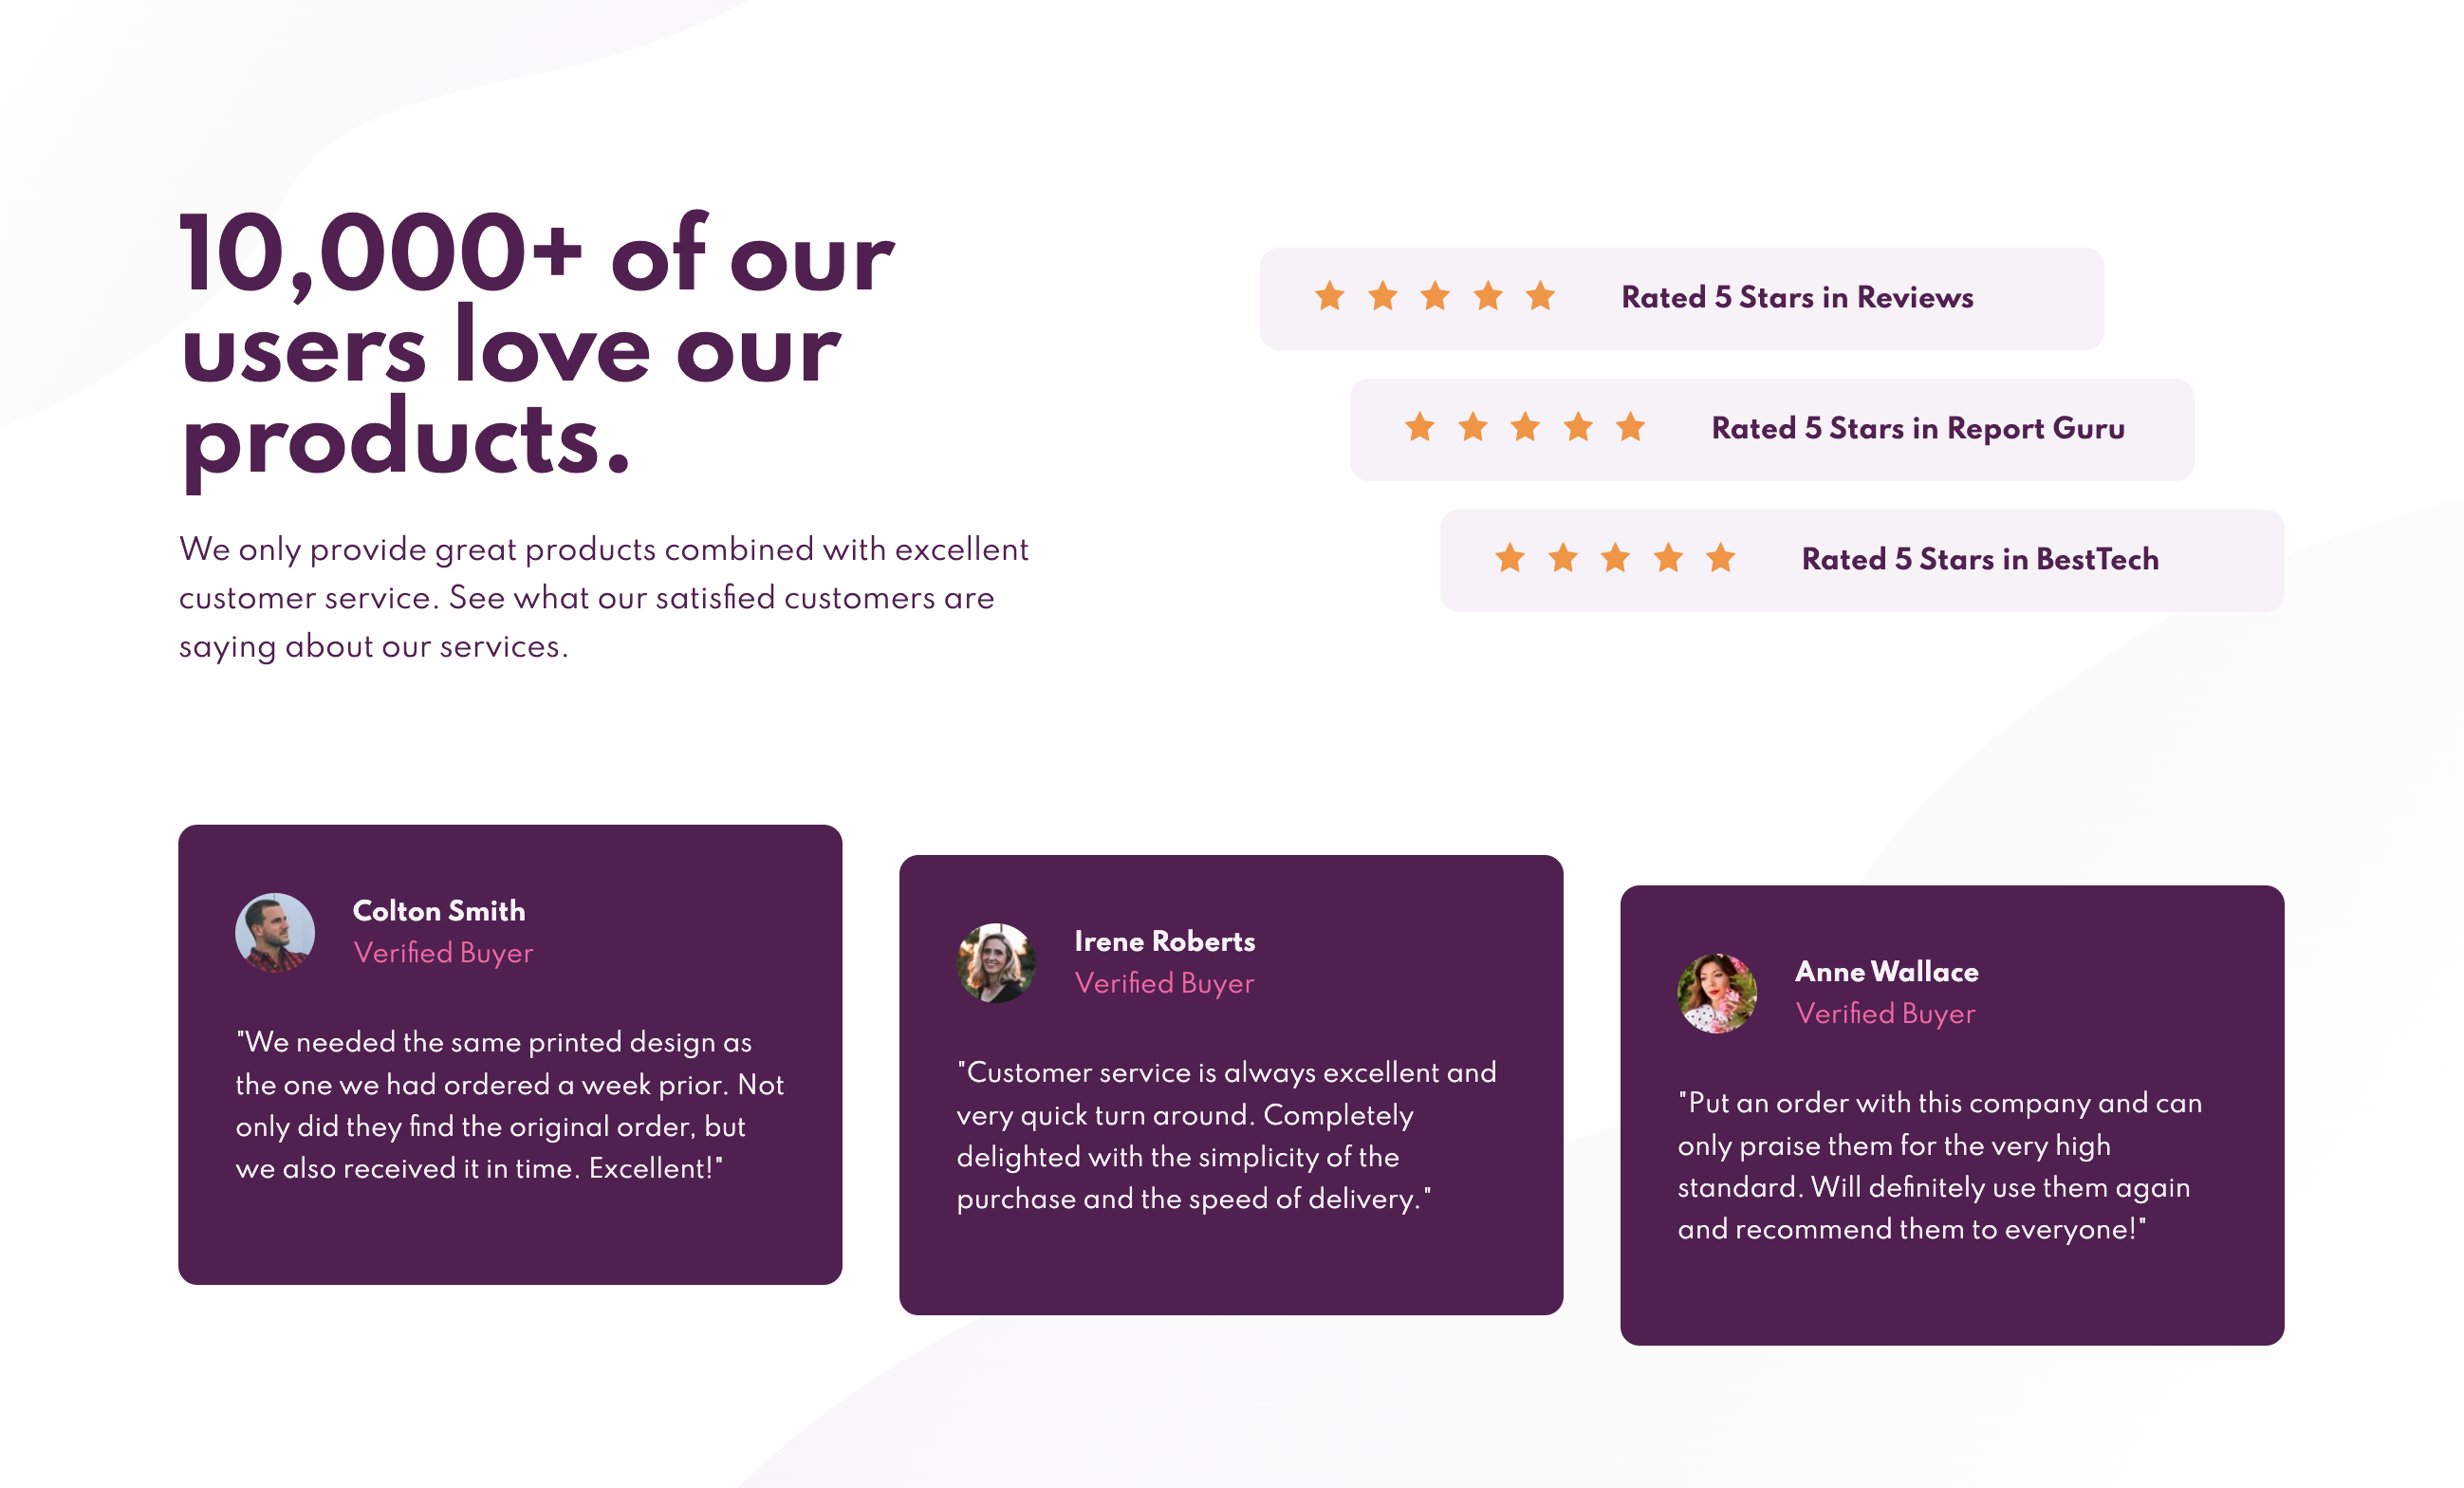 10,000+ of our
users love our
products.
We only provide great products combined with excellent
customer service. See what our satisfied customers are
saying about our services.
Rated 5 Stars in Reviews
Rated 5 Stars in Report Guru
Rated 5 Stars in BestTech
Colton Smith
Verified Buyer
"We needed the same printed design as
the one we had ordered a week prior. Not
only did they find the original order, but
we also received it in time. Excellent!"
Irene Roberts
Verified Buyer
"Customer service is always excellent and
very quick turn around. Completely
delighted with the simplicity of the
purchase and the speed of delivery."
Anne Wallace
Verified Buyer
"Put an order with this company and can
only praise them for the very high
standard. Will definitely use them again
and recommend them to everyone!"